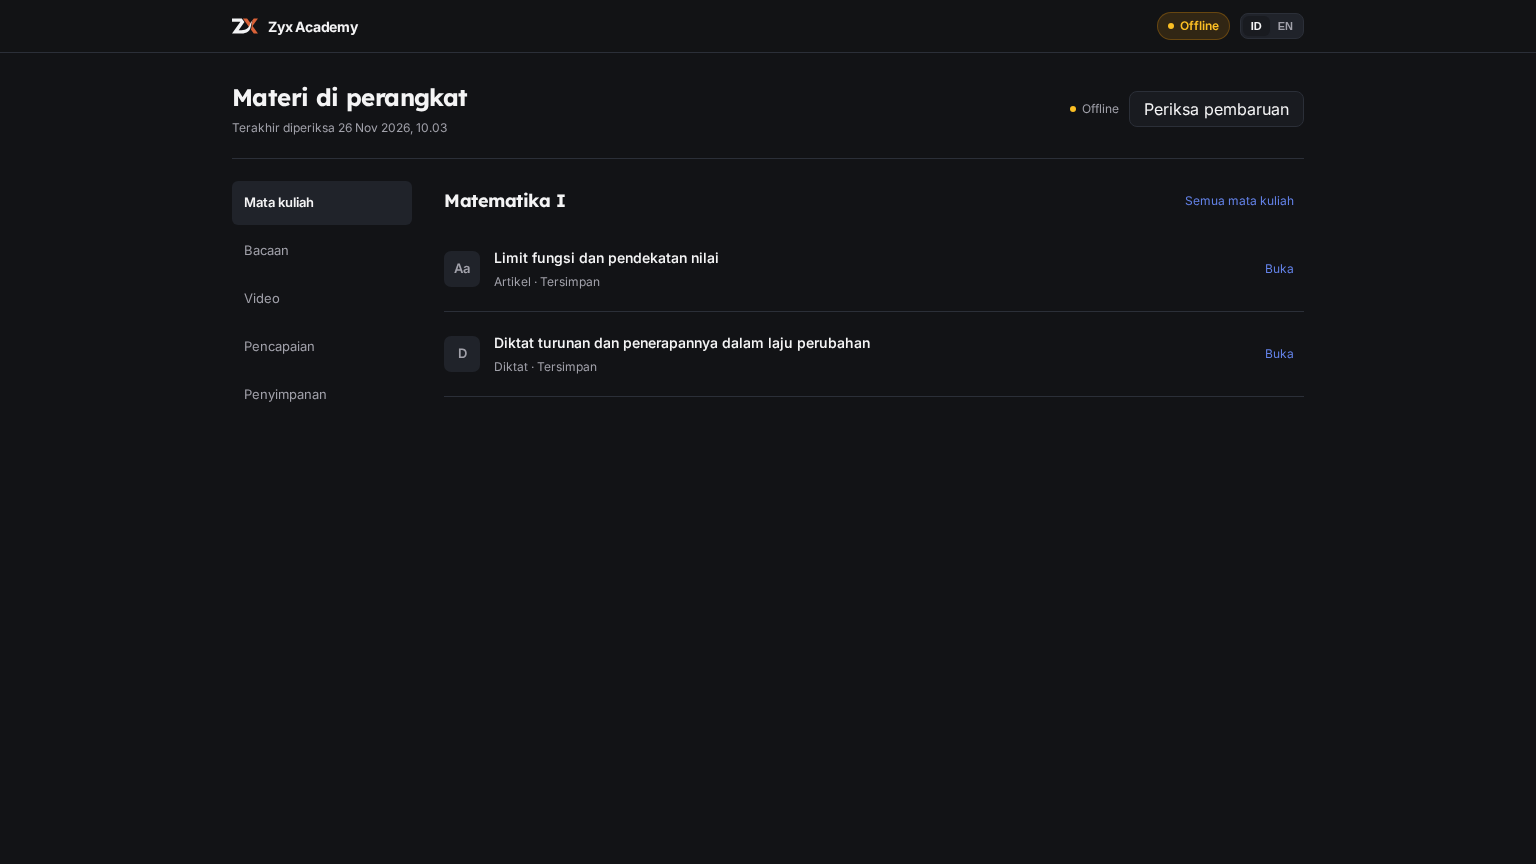 Zyx Academy
Offline
ID EN
Materi di perangkat
Terakhir diperiksa 26 Nov 2026, 10.03
Offline
Periksa pembaruan
Mata kuliah
Bacaan
Video
Pencapaian
Penyimpanan
Matematika I
Semua mata kuliah
Aa
Limit fungsi dan pendekatan nilai
Artikel · Tersimpan
Buka
D
Diktat turunan dan penerapannya dalam laju perubahan
Diktat · Tersimpan
Buka